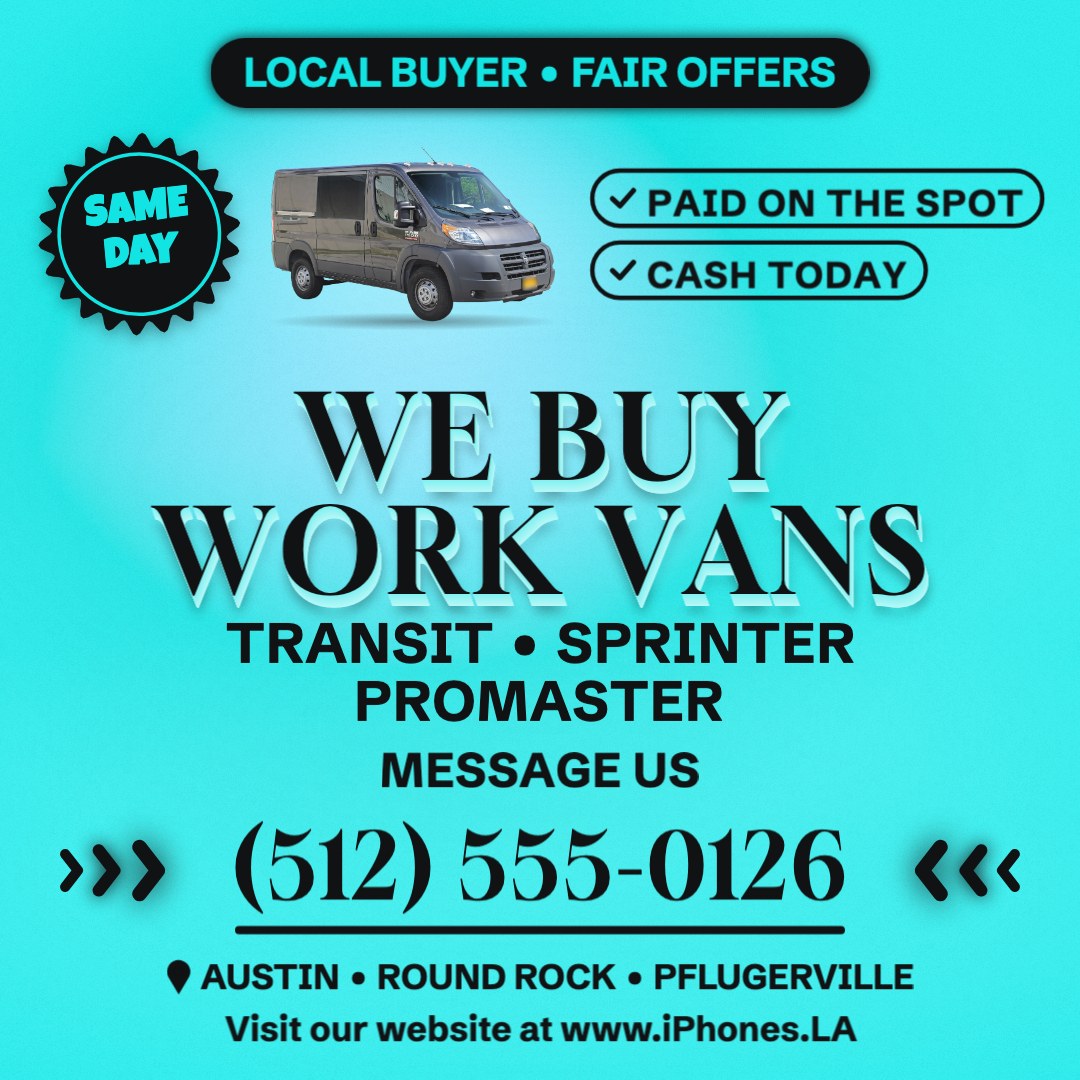 LOCAL BUYER • FAIR OFFERS
SAME
DAY
✓ PAID ON THE SPOT
✓ CASH TODAY
WE BUY
WORK VANS
TRANSIT • SPRINTER
PROMASTER
MESSAGE US
(512) 555-0126
AUSTIN • ROUND ROCK • PFLUGERVILLE
Visit our website at www.iPhones.LA